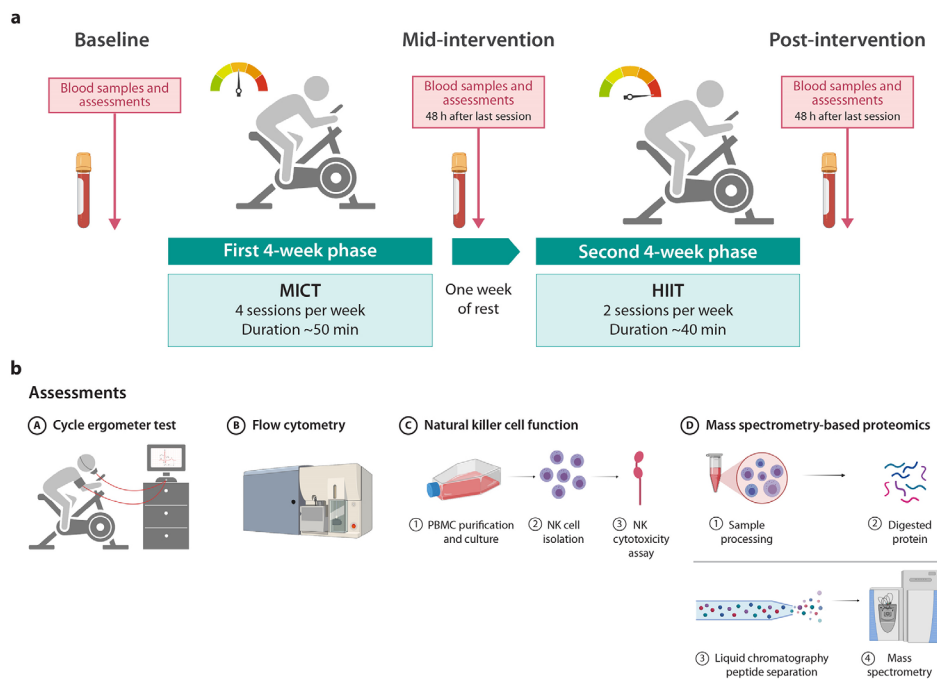 a
Baseline
Mid-intervention
Post-intervention
Blood samples and
assessments
Blood samples and
assessments
48 h after last session
Blood samples and
assessments
48 h after last session
First 4-week phase
Second 4-week phase
MICT
4 sessions per week
Duration ~50 min
One week
of rest
HIIT
2 sessions per week
Duration ~40 min
b
Assessments
A Cycle ergometer test
B Flow cytometry
C Natural killer cell function
D Mass spectrometry-based proteomics
1 PBMC purification
and culture
2 NK cell
isolation
3 NK
cytotoxicity
assay
1 Sample
processing
2 Digested
protein
3 Liquid chromatography
peptide separation
4 Mass
spectrometry